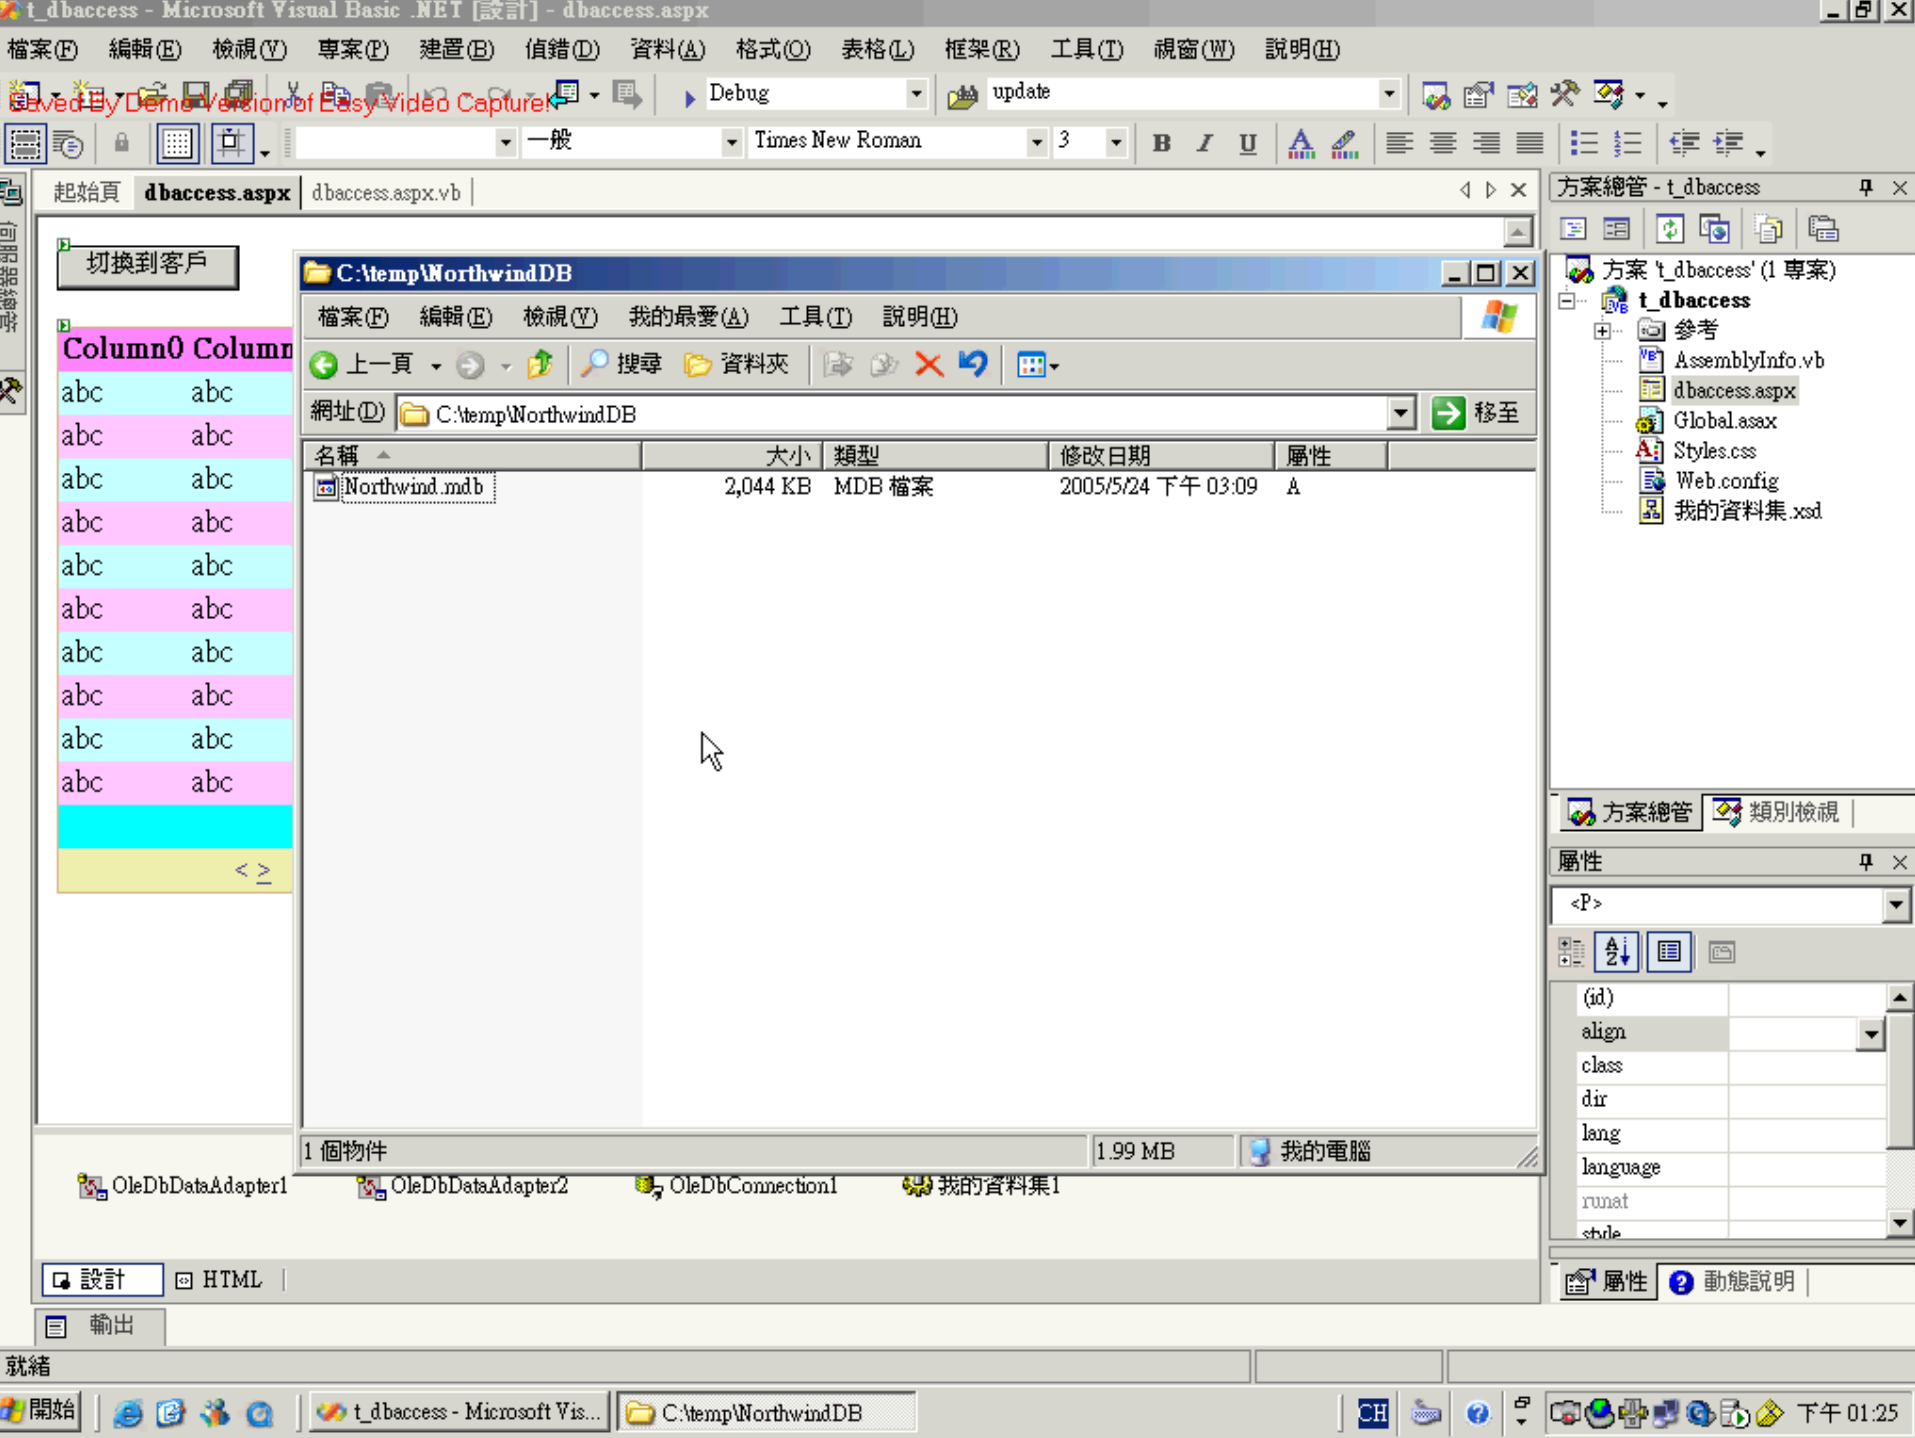 t_dbaccess - Microsoft Visual Basic .NET [設計] - dbaccess.aspx
檔案(F) 編輯(E) 檢視(V) 專案(P) 建置(B) 偵錯(D) 資料(A) 格式(O) 表格(L) 框架(R) 工具(T) 視窗(W) 說明(H)
Saved By Demo Version of Easy Video Capture!
Debug update
一般 Times New Roman 3 B I U
起始頁 dbaccess.aspx dbaccess.aspx.vb
伺服器總管
切換到客戶
Column0 Column
abc abc
abc abc
abc abc
abc abc
abc abc
abc abc
abc abc
abc abc
abc abc
abc abc
< >
C:\temp\NorthwindDB
檔案(F) 編輯(E) 檢視(V) 我的最愛(A) 工具(T) 說明(H)
上一頁 搜尋 資料夾
網址(D) C:\temp\NorthwindDB 移至
名稱 大小 類型 修改日期 屬性
Northwind.mdb 2,044 KB MDB 檔案 2005/5/24 下午 03:09 A
1 個物件 1.99 MB 我的電腦
OleDbDataAdapter1 OleDbDataAdapter2 OleDbConnection1 我的資料集1
設計 HTML
輸出
就緒
方案總管 - t_dbaccess
方案 't_dbaccess' (1 專案)
t_dbaccess
參考
AssemblyInfo.vb
dbaccess.aspx
Global.asax
Styles.css
Web.config
我的資料集.xsd
方案總管 類別檢視
屬性
<P>
(id)
align
class
dir
lang
language
runat
style
屬性 動態說明
開始 t_dbaccess - Microsoft Vis... C:\temp\NorthwindDB CH 下午 01:25